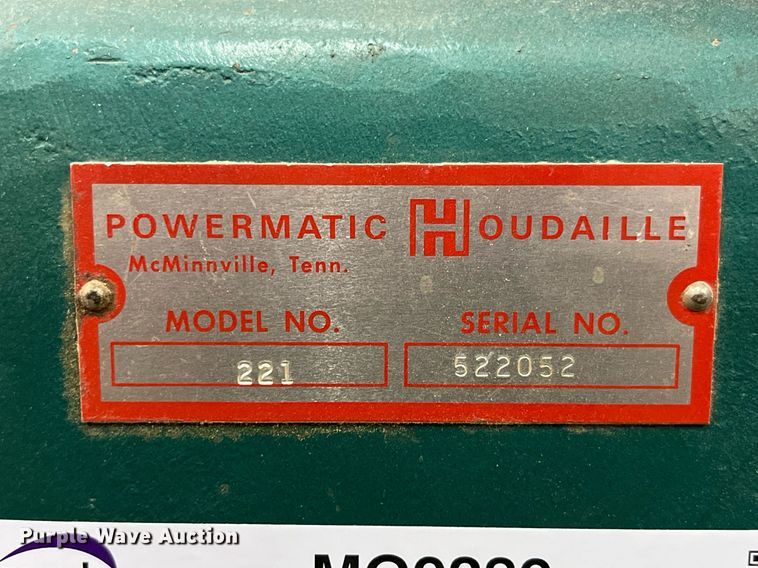 POWERMATIC HOUDAILLE
McMinnville, Tenn.
MODEL NO. SERIAL NO.
221 522052
Purple Wave Auction